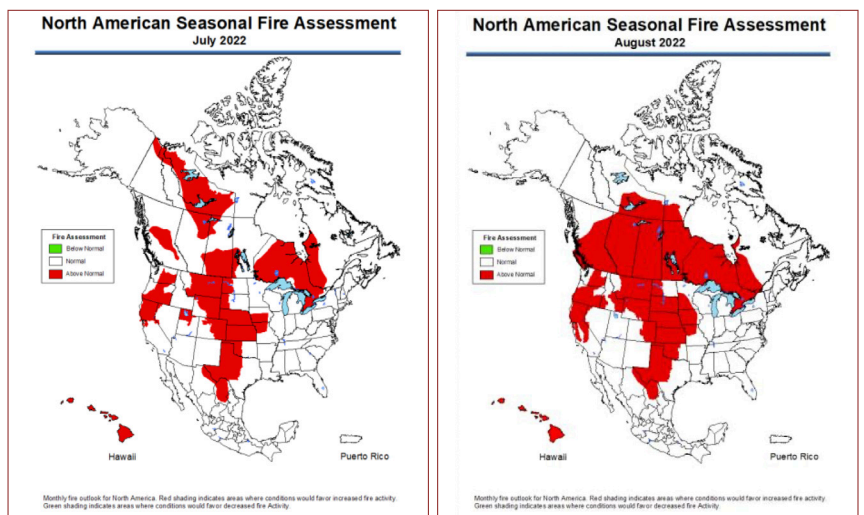 North American Seasonal Fire Assessment
July 2022
Fire Assessment
Below Normal
Normal
Above Normal
Hawaii
Puerto Rico
Monthly fire outlook for North America. Red shading indicates areas where conditions would favor increased fire activity.
Green shading indicates areas where conditions would favor decreased fire Activity.
North American Seasonal Fire Assessment
August 2022
Fire Assessment
Below Normal
Normal
Above Normal
Hawaii
Puerto Rico
Monthly fire outlook for North America. Red shading indicates areas where conditions would favor increased fire activity.
Green shading indicates areas where conditions would favor decreased fire Activity.